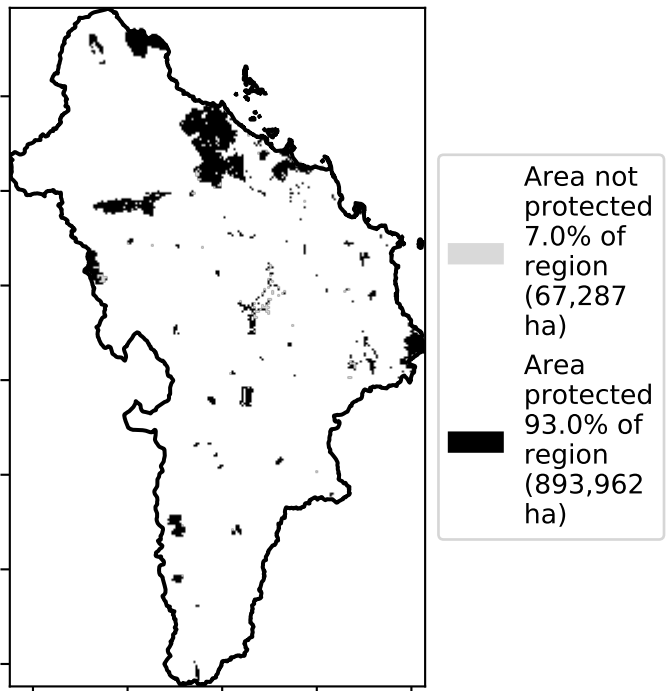 Area not
protected
7.0% of
region
(67,287
ha)
Area
protected
93.0% of
region
(893,962
ha)